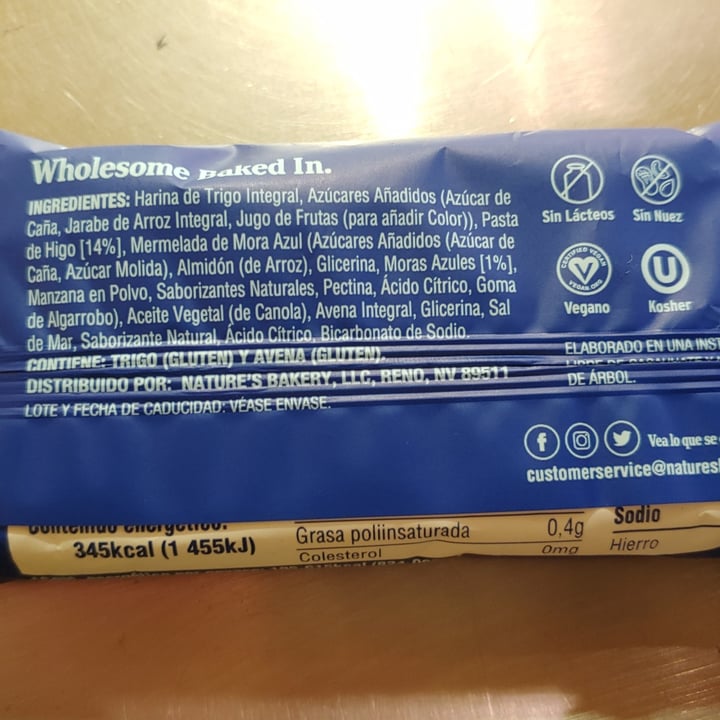 Wholesome Baked In.
INGREDIENTES: Harina de Trigo Integral, Azúcares Añadidos (Azúcar de
Caña, Jarabe de Arroz Integral, Jugo de Frutas (para añadir Color)), Pasta
de Higo [14%], Mermelada de Mora Azul (Azúcares Añadidos (Azúcar de
Caña, Azúcar Molida), Almidón (de Arroz), Glicerina, Moras Azules [1%],
Manzana en Polvo, Saborizantes Naturales, Pectina, Ácido Cítrico, Goma
de Algarrobo), Aceite Vegetal (de Canola), Avena Integral, Glicerina, Sal
de Mar, Saborizante Natural, Ácido Cítrico, Bicarbonato de Sodio.
CONTIENE: TRIGO (GLUTEN) Y AVENA (GLUTEN).
DISTRIBUIDO POR: NATURE'S BAKERY, LLC, RENO, NV 89511
LOTE Y FECHA DE CADUCIDAD: VÉASE ENVASE.
Sin Lácteos
Sin Nuez
CERTIFIED VEGAN
VEGAN.ORG
Vegano
U
Kosher
ELABORADO EN UNA INST
LIBRE DE CACAHUATE Y
DE ÁRBOL.
Vea lo que se
customerservice@natures
Contenido energético:
345kcal (1 455kJ)
Grasa poliinsaturada 0,4g
Colesterol 0mg
Sodio
Hierro